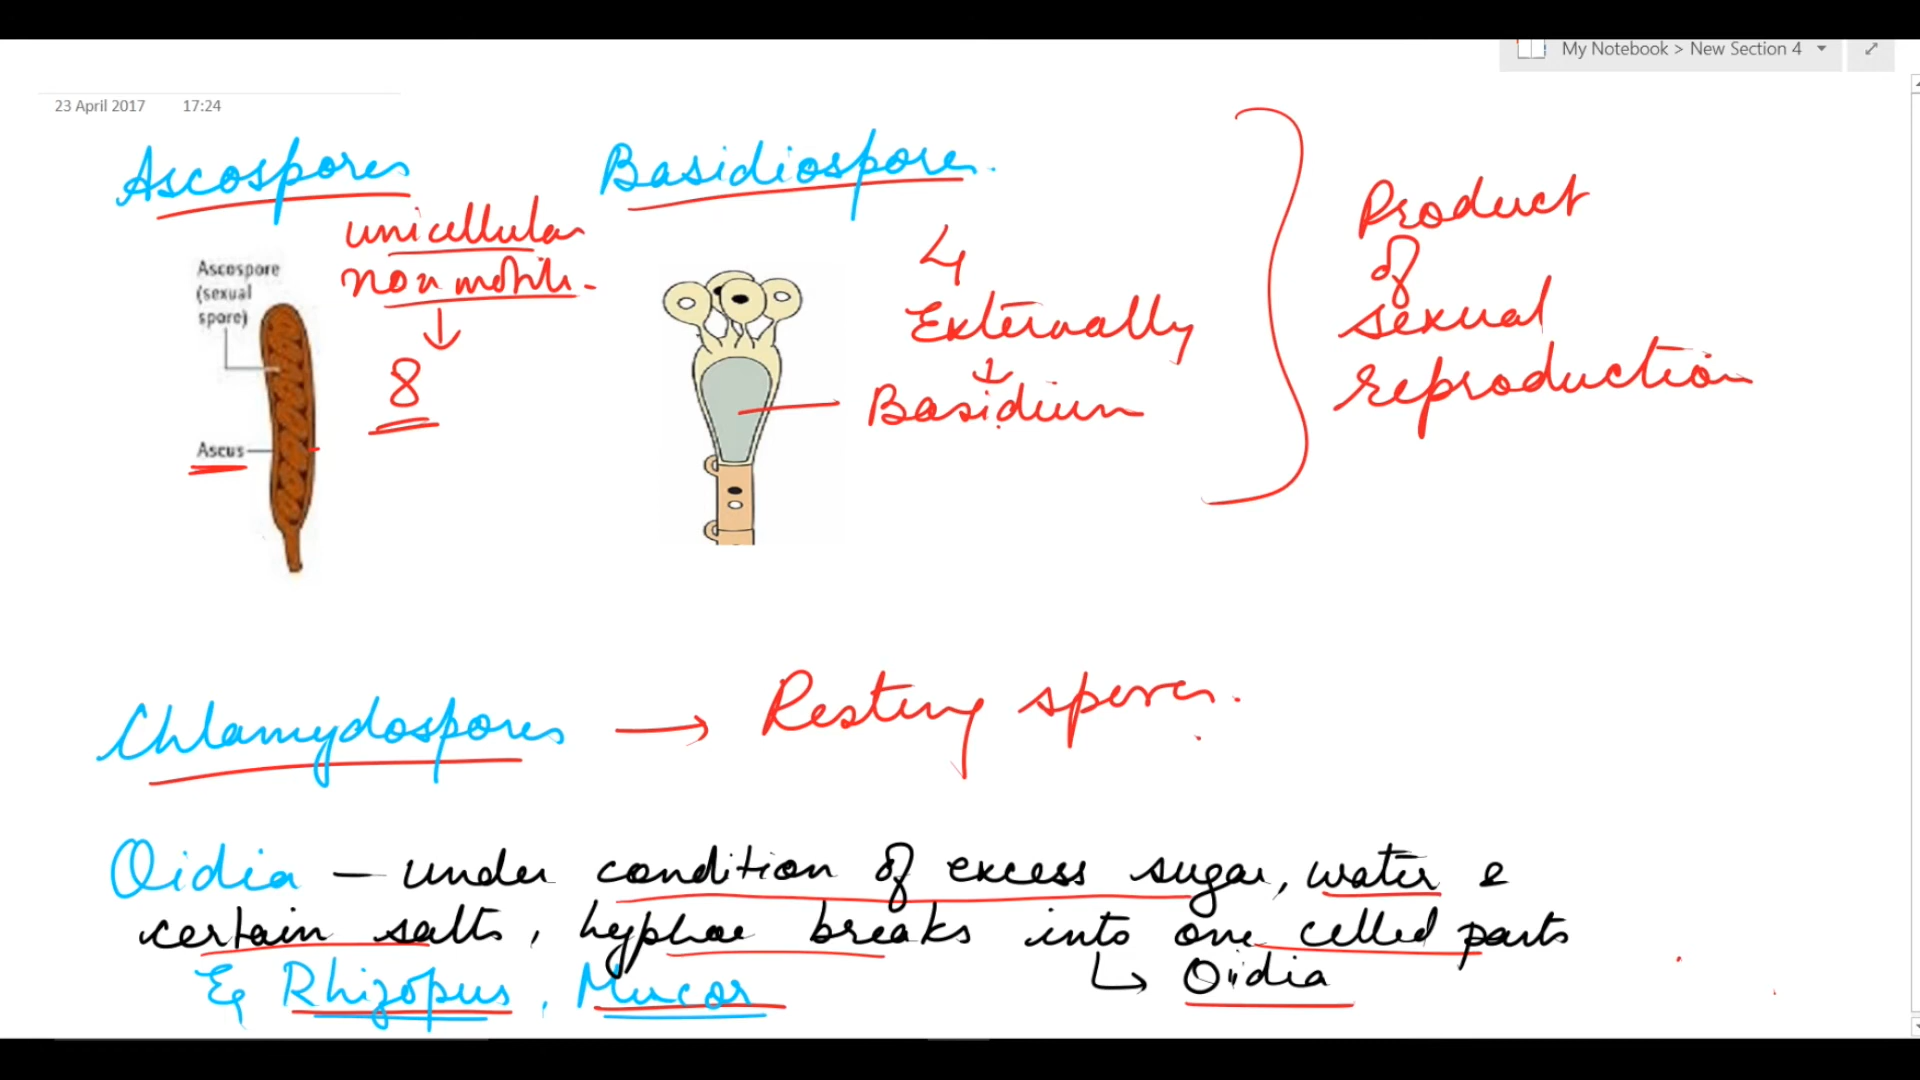 My Notebook > New Section 4
23 April 2017 17:24
Ascospores
unicellular
non motile.
8
Ascospore
(sexual
spore)
Ascus
Basidiospore.
4
Externally
Basidium
Product
of
sexual
reproduction
Chlamydospores → Resting spores.
Oidia – under condition of excess sugar, water &
certain salts, hyphae breaks into one celled parts
↳ Oidia
Eg Rhizopus, Mucor